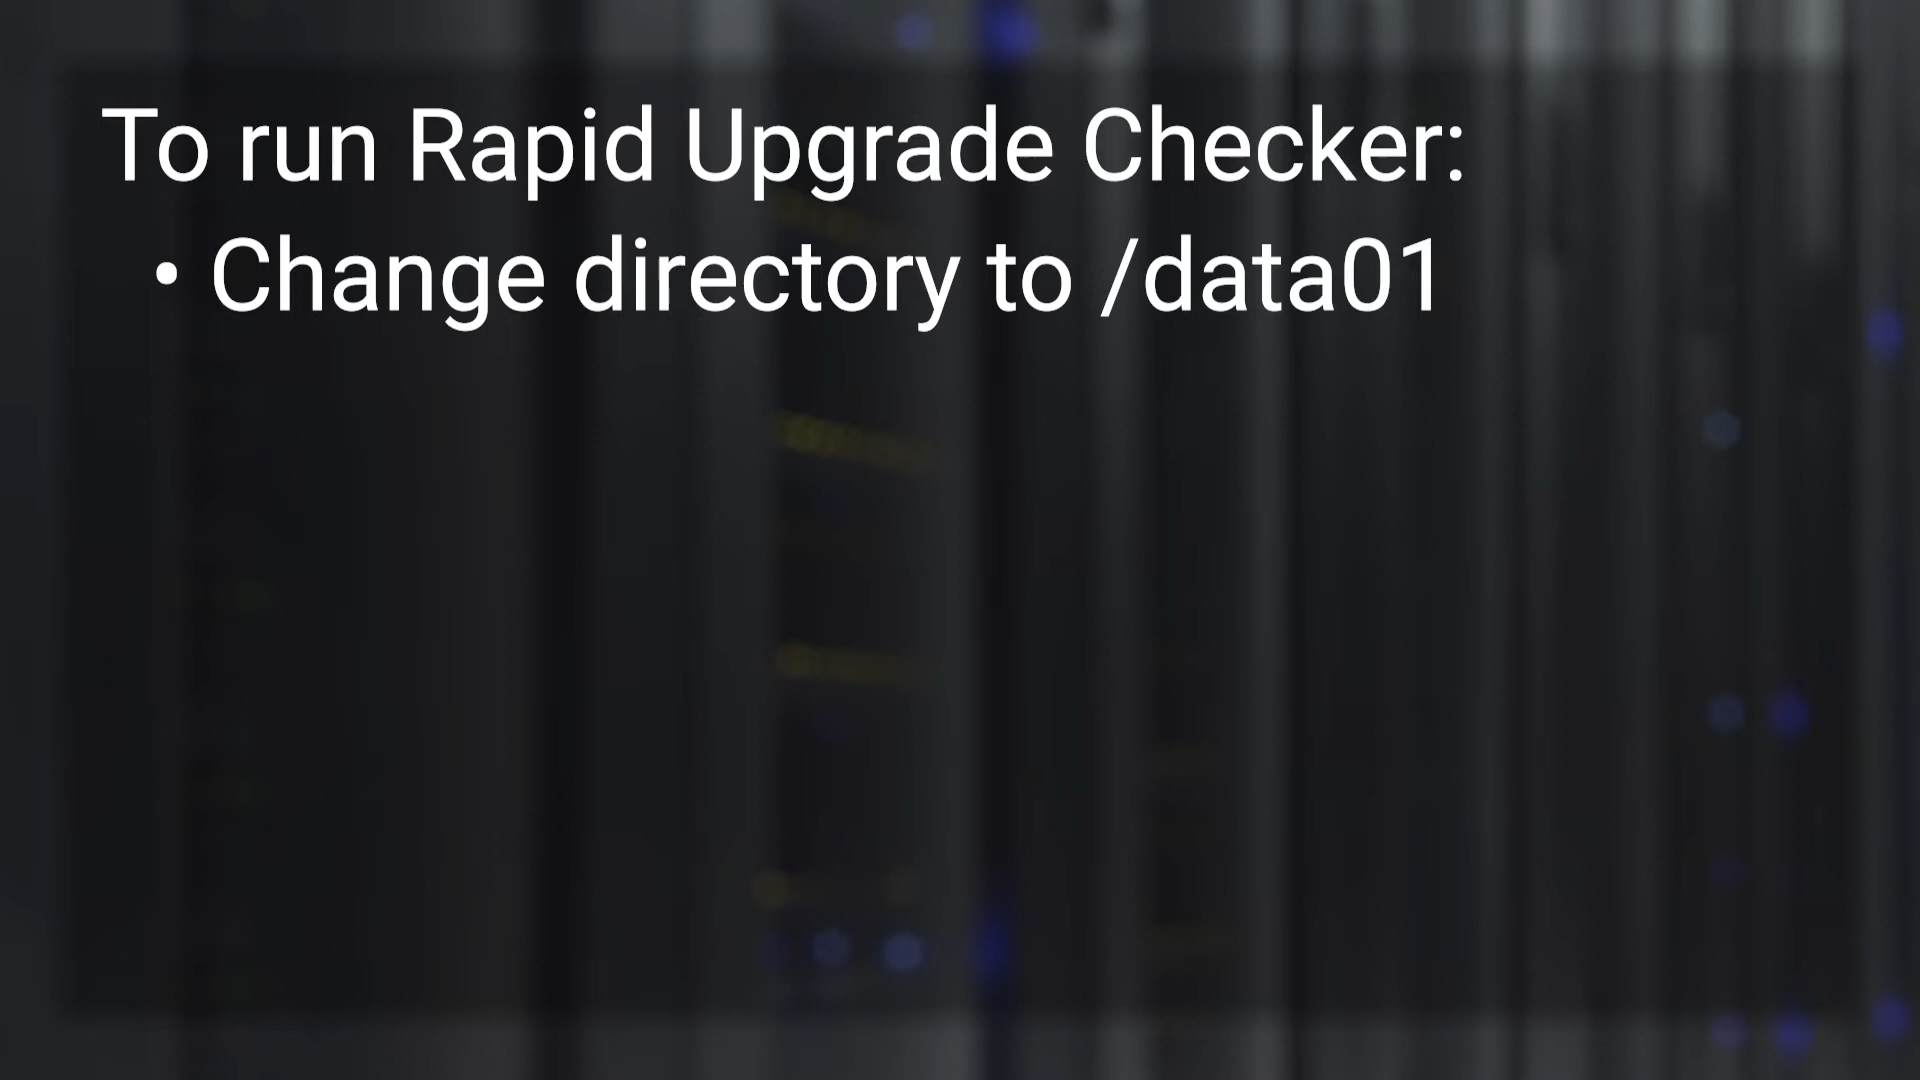 To run Rapid Upgrade Checker:
• Change directory to /data01